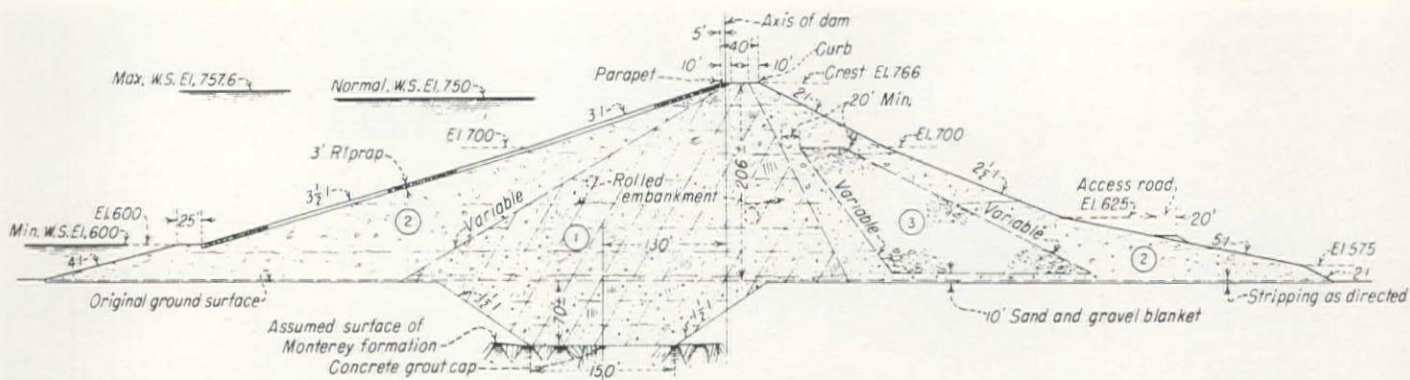 Axis of dam
5'
40'
Curb
10'
10'
Parapet
Crest El. 766
Max. W.S. El. 757.6
Normal. W.S. El. 750
2:1
20' Min.
3:1
El. 700
El. 700
3' Riprap
206'±
2½:1
Rolled
embankment
3½:1
Access road,
El. 625
20'
Variable
Variable
Variable
El. 600
25'
Min. W.S. El. 600
2
1
130'
3
2
5:1
El. 575
4:1
2:1
Original ground surface
1½:1
70'±
1½:1
Stripping as directed
10' Sand and gravel blanket
Assumed surface of
Monterey formation
Concrete grout cap
150'